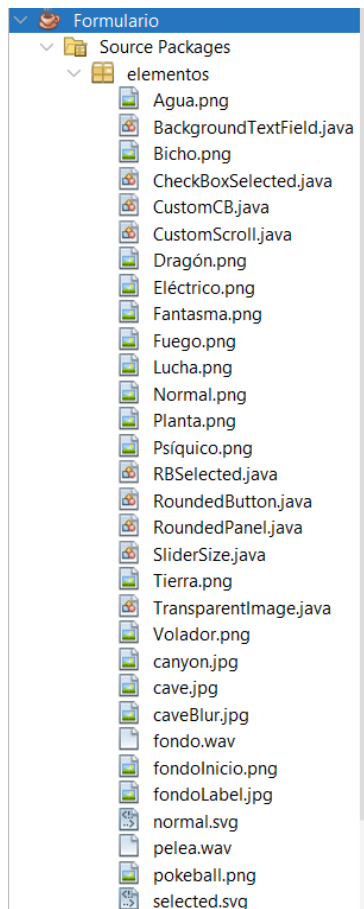 Formulario
Source Packages
elementos
Agua.png
BackgroundTextField.java
Bicho.png
CheckBoxSelected.java
CustomCB.java
CustomScroll.java
Dragón.png
Eléctrico.png
Fantasma.png
Fuego.png
Lucha.png
Normal.png
Planta.png
Psíquico.png
RBSelected.java
RoundedButton.java
RoundedPanel.java
SliderSize.java
Tierra.png
TransparentImage.java
Volador.png
canyon.jpg
cave.jpg
caveBlur.jpg
fondo.wav
fondoInicio.png
fondoLabel.jpg
normal.svg
pelea.wav
pokeball.png
selected.svg